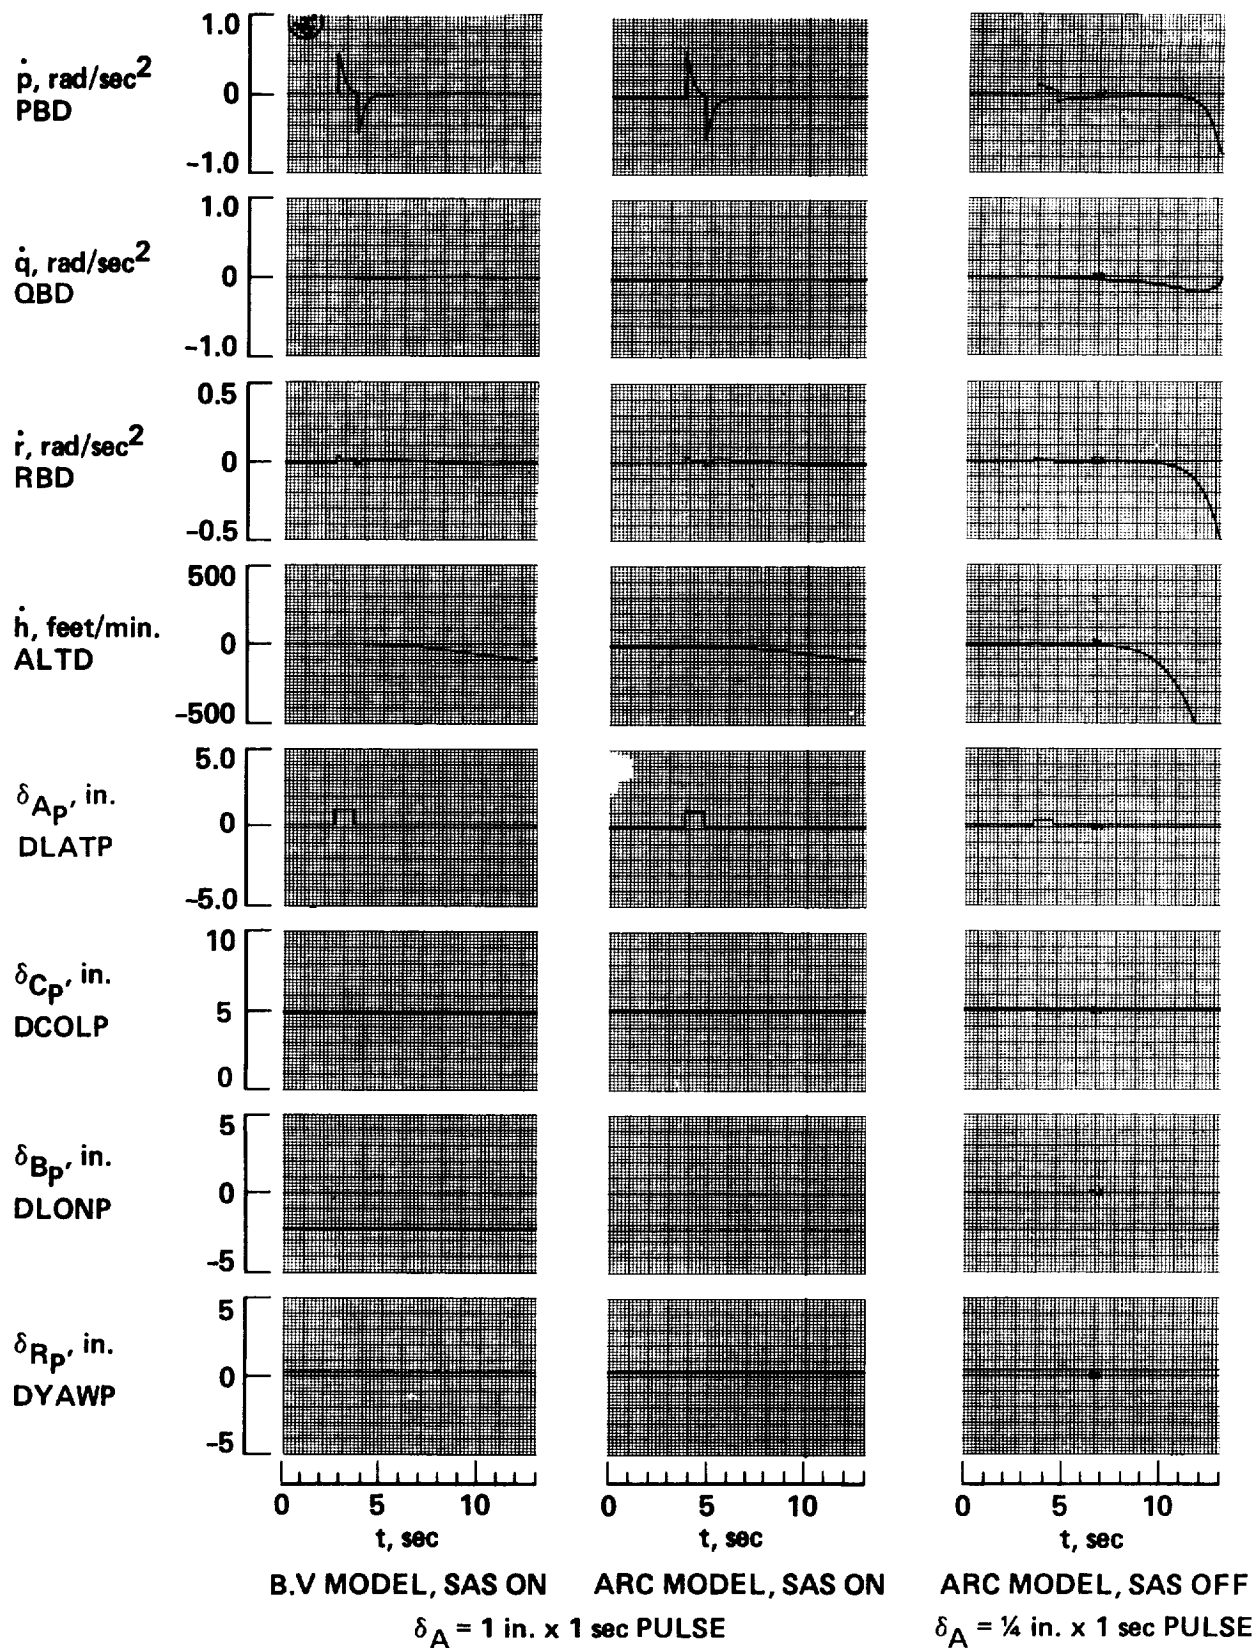 1.0
ṗ, rad/sec²
PBD
0
-1.0
1.0
q̇, rad/sec²
QBD
0
-1.0
0.5
ṙ, rad/sec²
RBD
0
-0.5
500
ḣ, feet/min.
ALTD
0
-500
5.0
δAp, in.
DLATP
0
-5.0
10
δCp, in.
DCOLP
5
0
5
δBp, in.
DLONP
0
-5
5
δRp, in.
DYAWP
0
-5
0 5 10
t, sec
0 5 10
t, sec
0 5 10
t, sec
B.V MODEL, SAS ON
ARC MODEL, SAS ON
ARC MODEL, SAS OFF
δA = 1 in. x 1 sec PULSE
δA = ¼ in. x 1 sec PULSE